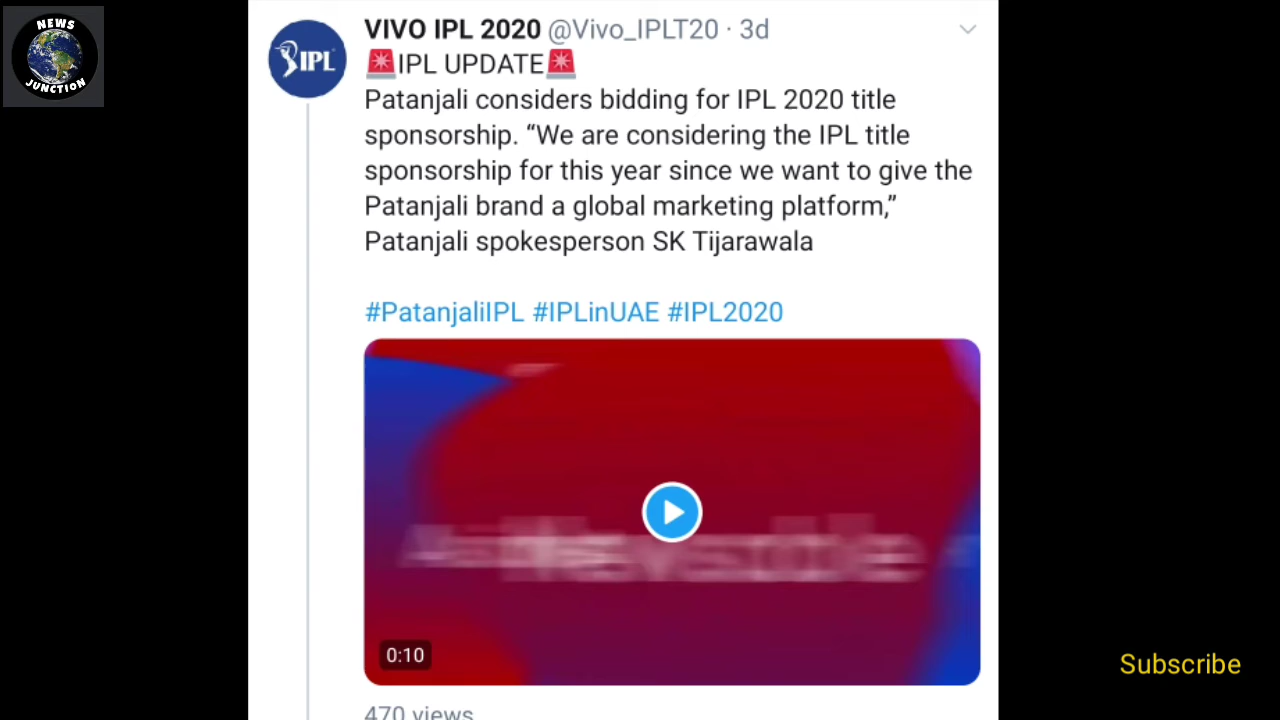 NEWS
JUNCTION
IPL
VIVO IPL 2020 @Vivo_IPLT20 · 3d
🚨IPL UPDATE🚨
Patanjali considers bidding for IPL 2020 title
sponsorship. “We are considering the IPL title
sponsorship for this year since we want to give the
Patanjali brand a global marketing platform,”
Patanjali spokesperson SK Tijarawala
#PatanjaliIPL #IPLinUAE #IPL2020
0:10
470 views
Subscribe